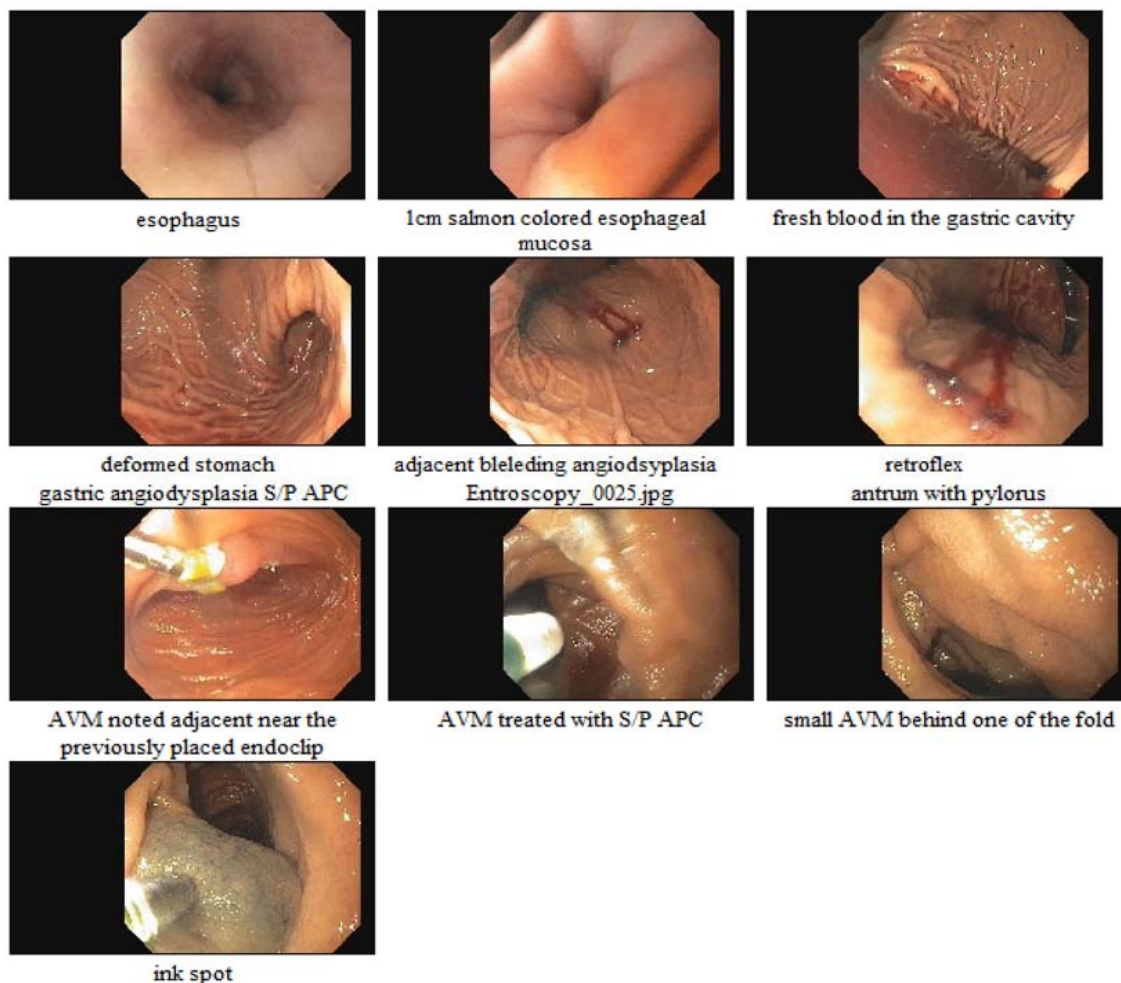 esophagus
1cm salmon colored esophageal
mucosa
fresh blood in the gastric cavity
deformed stomach
adjacent bleleding angiodsyplasia
retroflex
gastric angiodysplasia S/P APC
Entroscopy_0025.jpg
antrum with pylorus
AVM noted adjacent near the
previously placed endoclip
AVM treated with S/P APC
small AVM behind one of the fold
ink spot